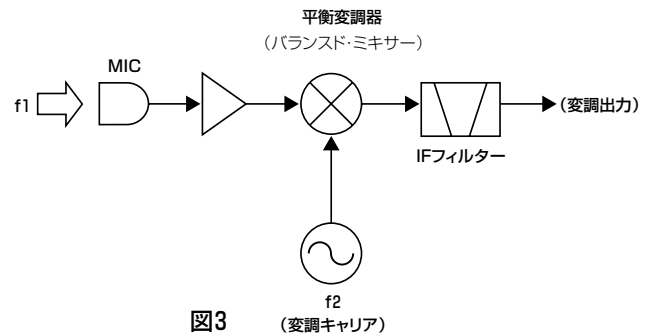 平衡変調器
（バランスド・ミキサー）
MIC
f1
（変調出力）
IFフィルター
f2
（変調キャリア）
図3